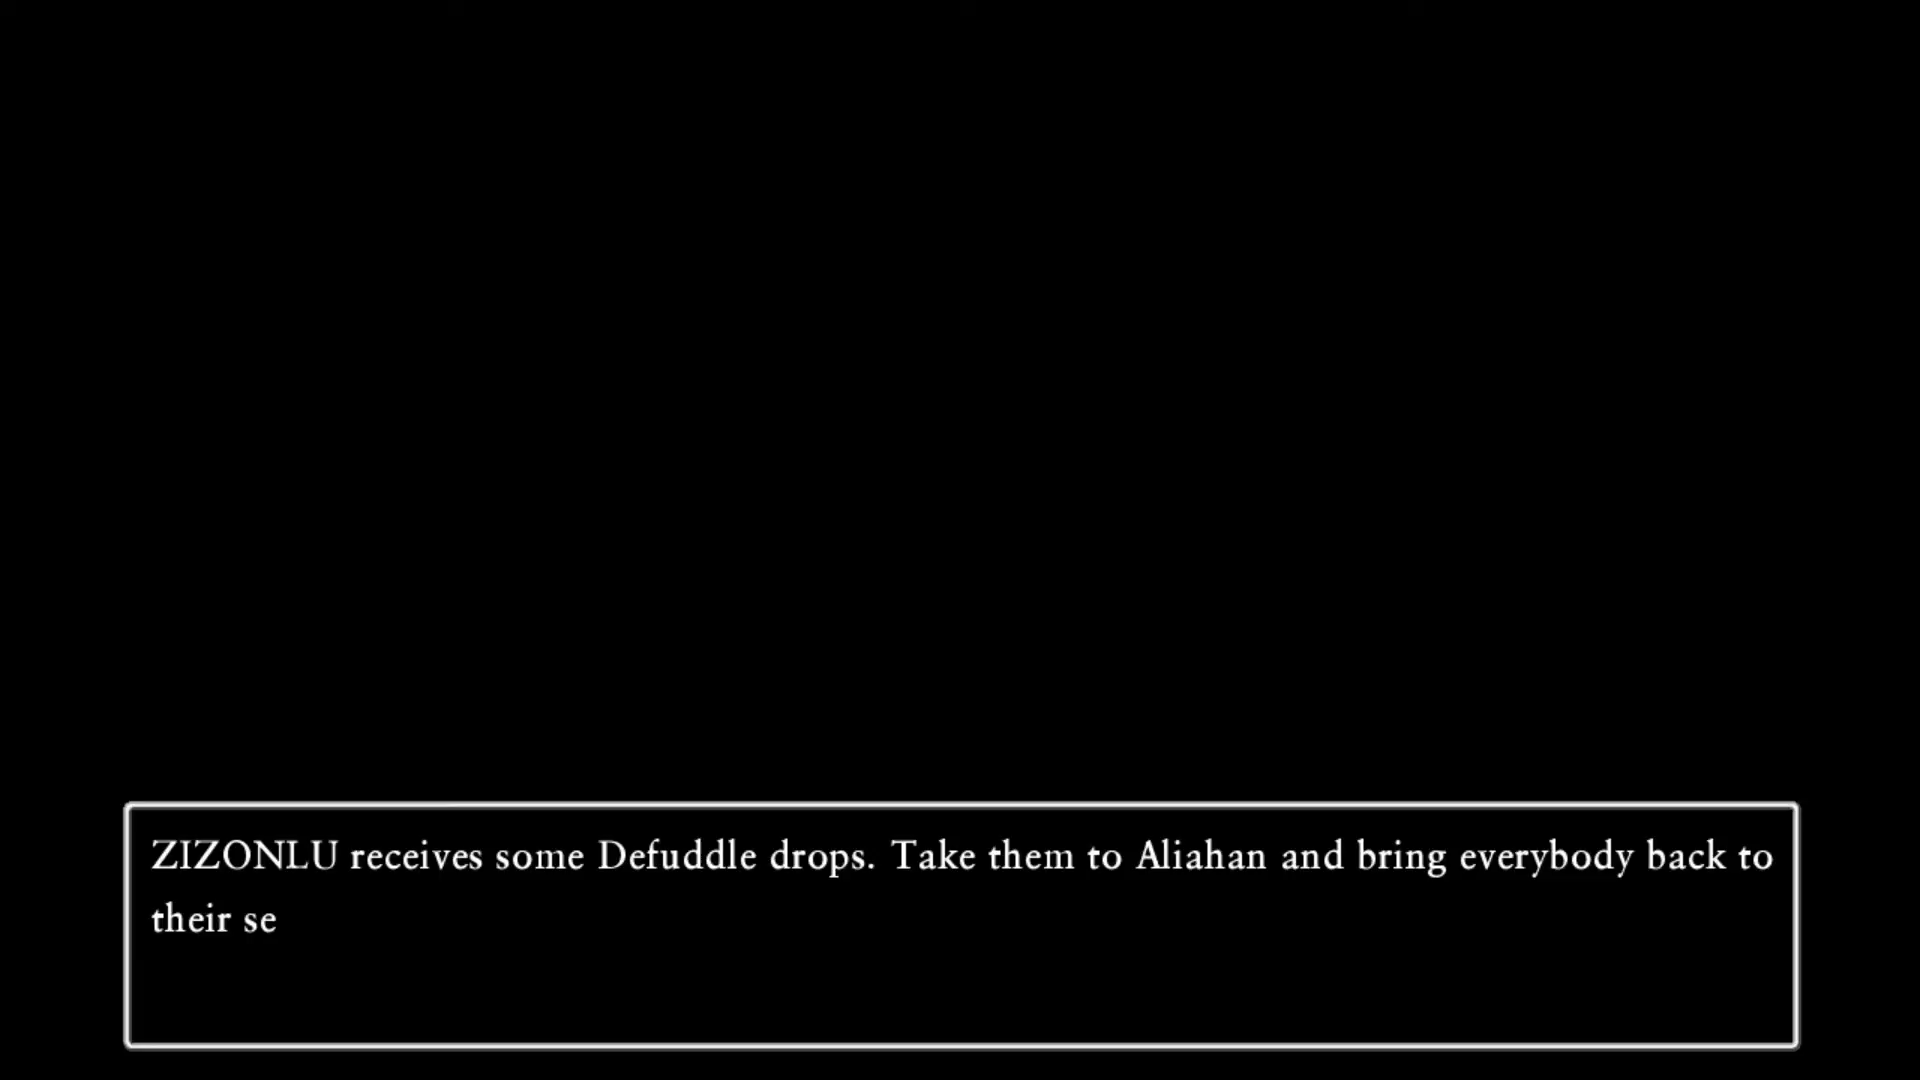 ZIZONLU receives some Defuddle drops. Take them to Aliahan and bring everybody back to
their se